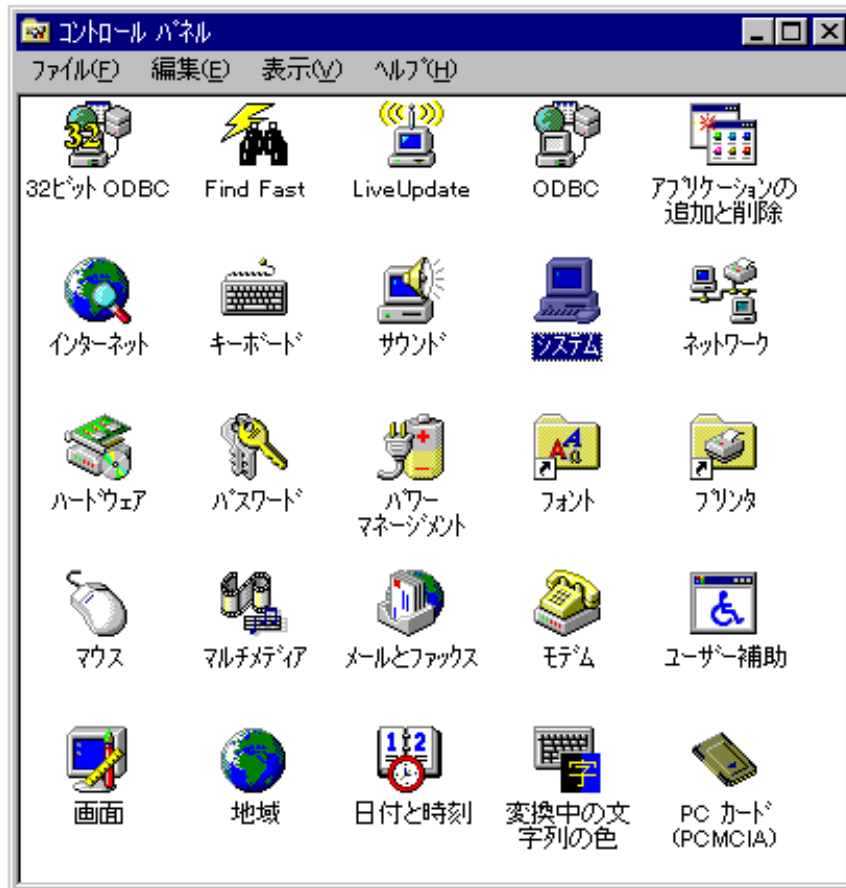 コントロール パネル
ファイル(F) 編集(E) 表示(V) ヘルプ(H)
32
32ビット ODBC
Find Fast
LiveUpdate
ODBC
アプリケーションの
追加と削除
インターネット
キーボード
サウンド
システム
ネットワーク
ハードウェア
パスワード
パワー
マネージメント
フォント
プリンタ
マウス
マルチメディア
メールとファックス
モデム
ユーザー補助
画面
地域
1 2
日付と時刻
字
変換中の文
字列の色
PC カード
(PCMCIA)